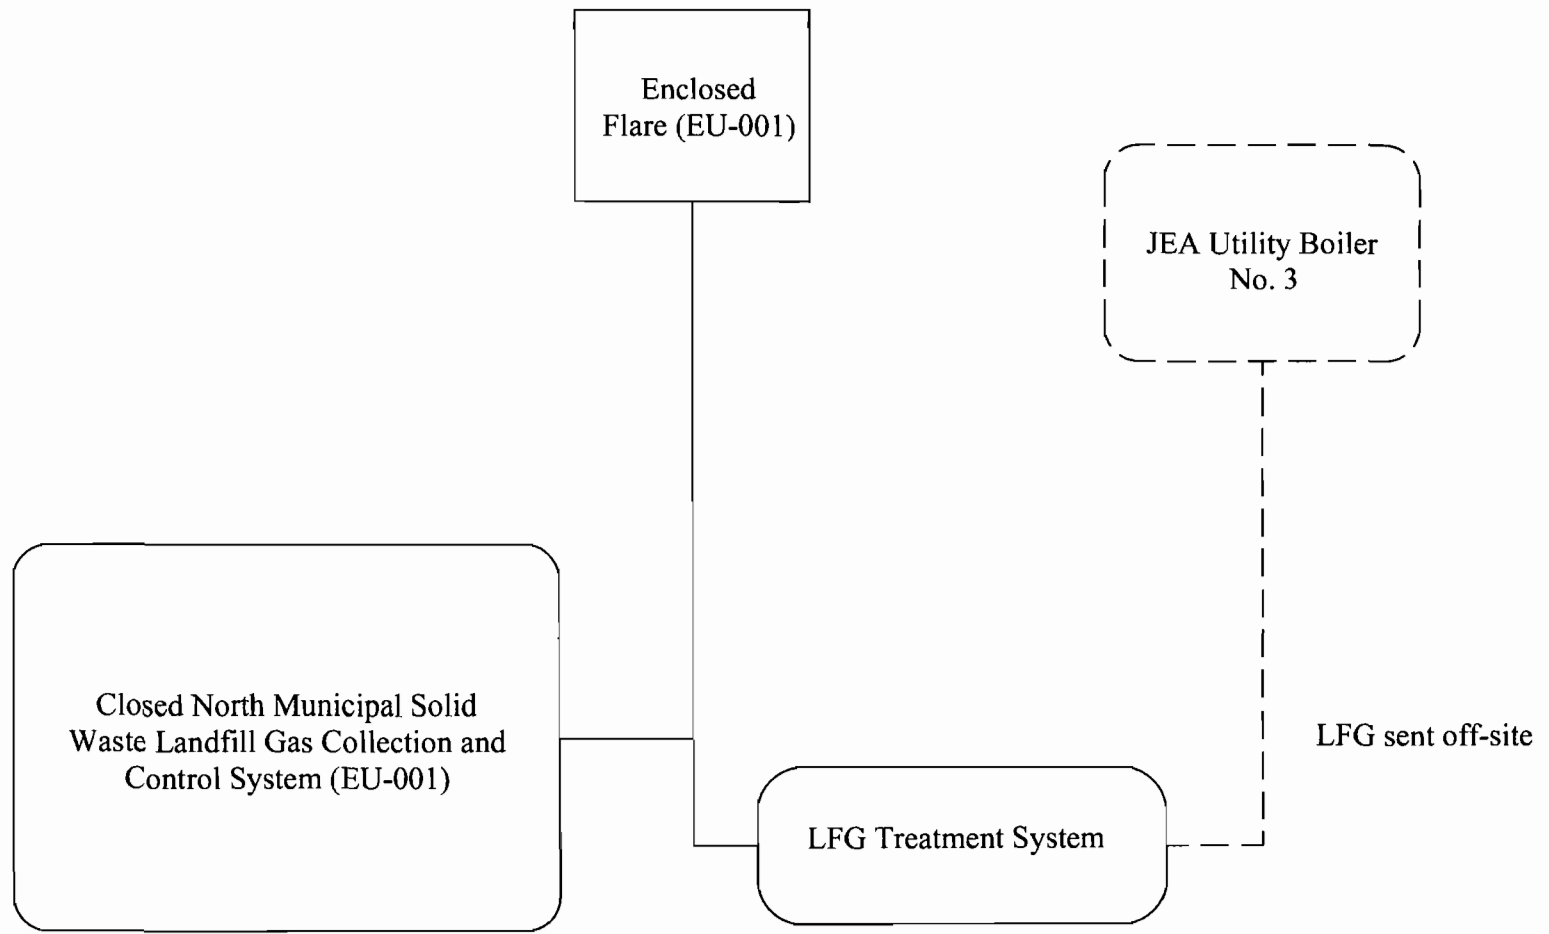 Enclosed
Flare (EU-001)
JEA Utility Boiler
No. 3
Closed North Municipal Solid
Waste Landfill Gas Collection and
Control System (EU-001)
LFG sent off-site
LFG Treatment System